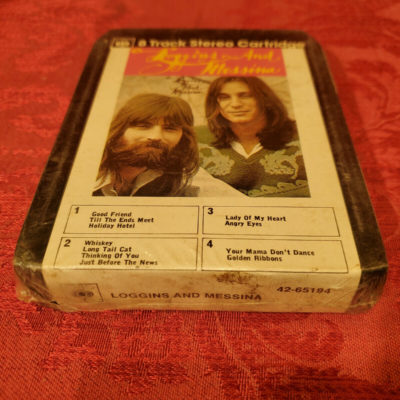 8 Track Stereo Cartridge
Loggins And
Messina
1
Good Friend
Till The Ends Meet
Holiday Hotel
3
Lady Of My Heart
Angry Eyes
2
Whiskey
Long Tail Cat
Thinking Of You
Just Before The News
4
Your Mama Don't Dance
Golden Ribbons
LOGGINS AND MESSINA
42-65194